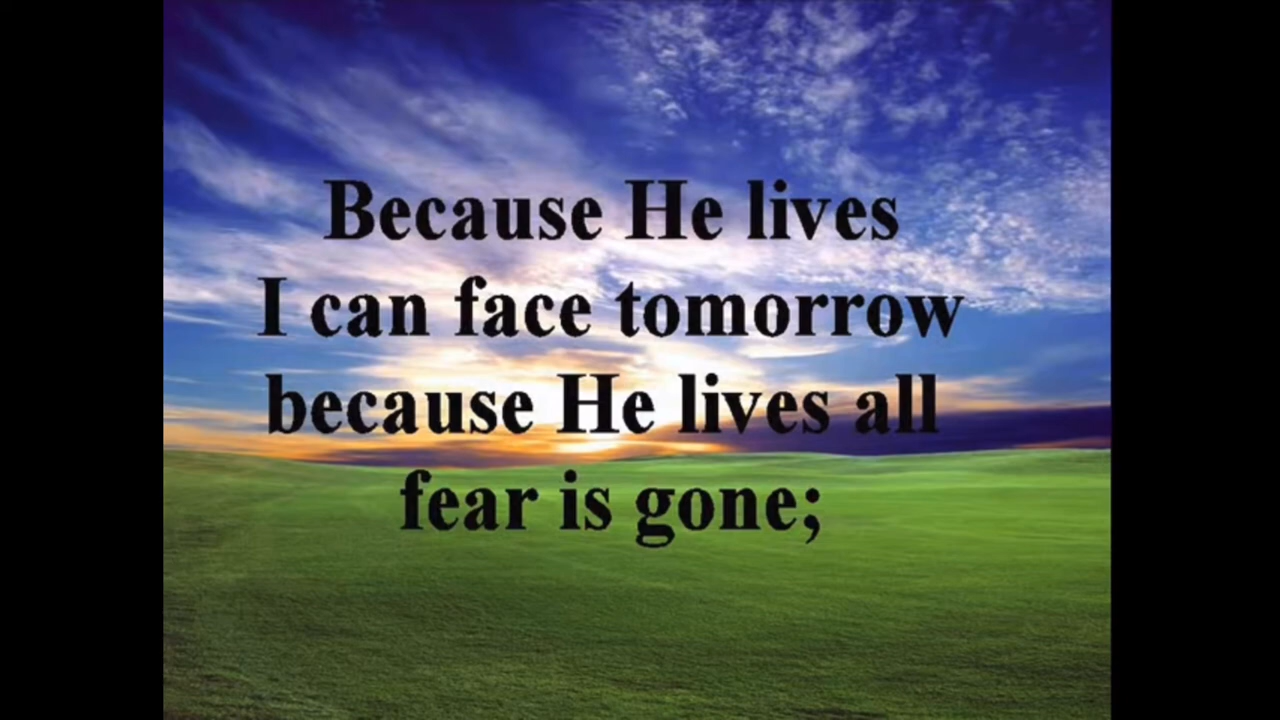 Because He lives
I can face tomorrow
because He lives all
fear is gone;